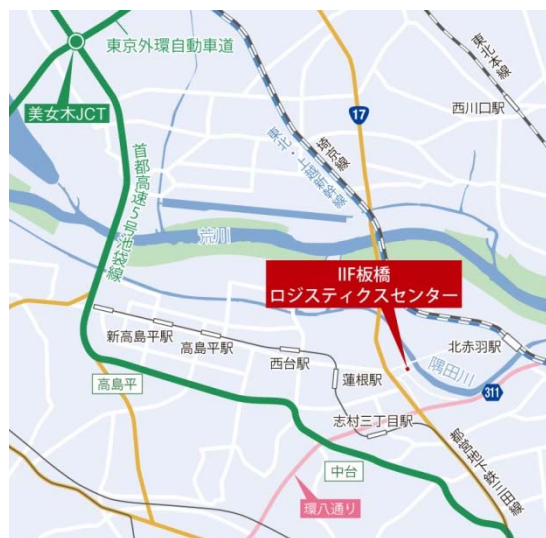 東京外環自動車道
美女木JCT
首都高速5号池袋線
東北・上越新幹線
埼京線
17
東北本線
西川口駅
荒川
IIF板橋
ロジスティクスセンター
新高島平駅
高島平駅
西台駅
蓮根駅
志村三丁目駅
北赤羽駅
隅田川
311
高島平
中台
環八通り
都営地下鉄三田線